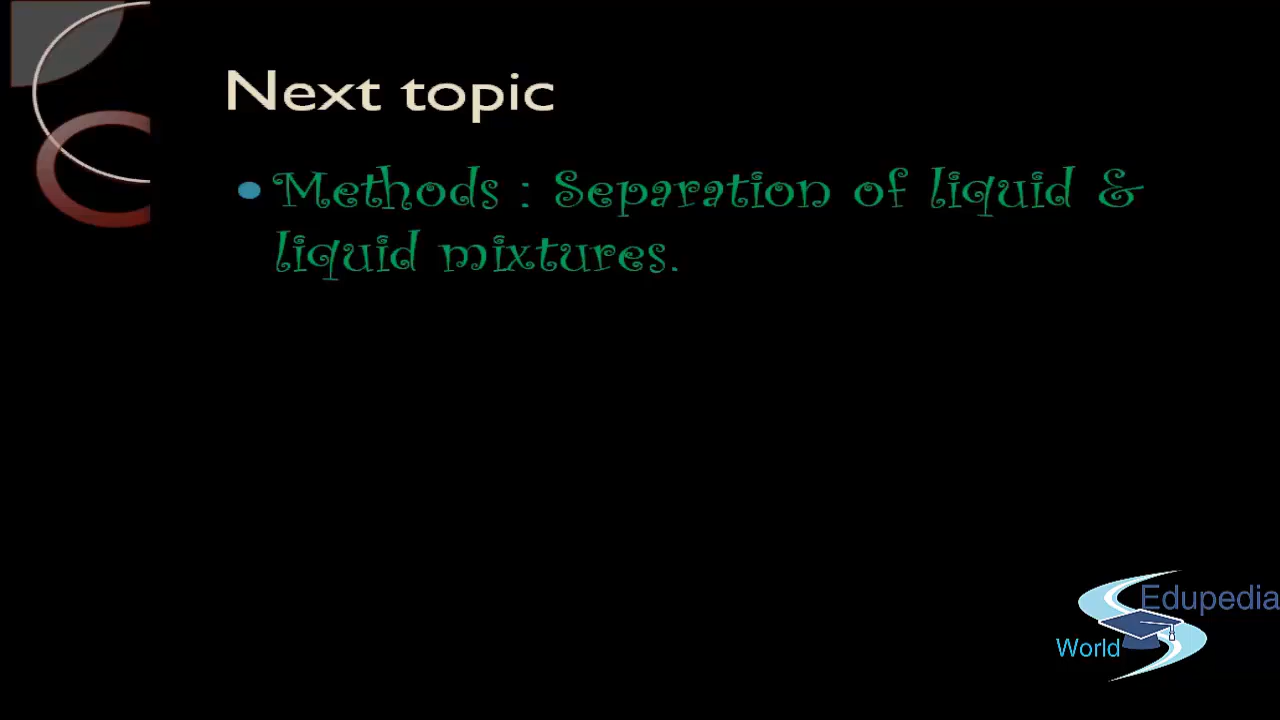 Next topic
Methods : Separation of liquid &
liquid mixtures.
Edupedia
World